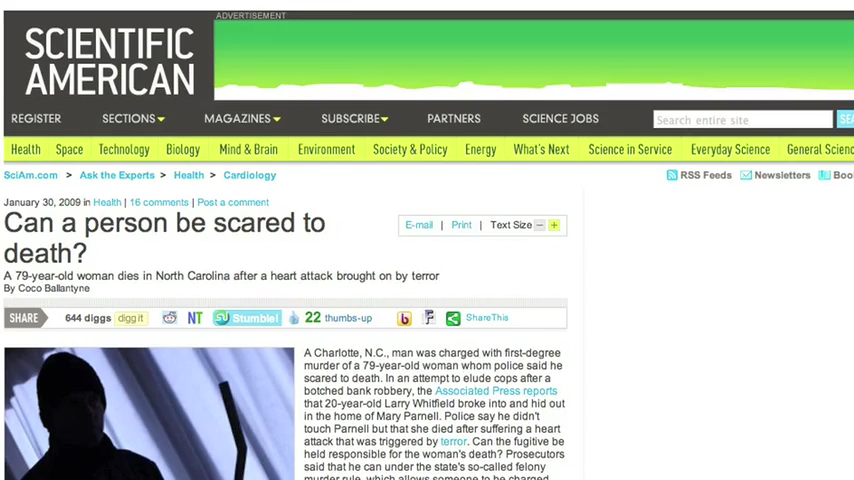 ADVERTISEMENT
SCIENTIFIC
AMERICAN
REGISTER SECTIONS MAGAZINES SUBSCRIBE PARTNERS SCIENCE JOBS Search entire site
Health Space Technology Biology Mind & Brain Environment Society & Policy Energy What's Next Science in Service Everyday Science General
SciAm.com > Ask the Experts > Health > Cardiology RSS Feeds Newsletters
January 30, 2009 in Health | 16 comments | Post a comment
Can a person be scared to
death?
E-mail | Print | Text Size − +
A 79-year-old woman dies in North Carolina after a heart attack brought on by terror
By Coco Ballantyne
SHARE 644 diggs digg it NT Stumble! 22 thumbs-up b F ShareThis
A Charlotte, N.C., man was charged with first-degree
murder of a 79-year-old woman whom police said he
scared to death. In an attempt to elude cops after a
botched bank robbery, the Associated Press reports
that 20-year-old Larry Whitfield broke into and hid out
in the home of Mary Parnell. Police say he didn't
touch Parnell but that she died after suffering a heart
attack that was triggered by terror. Can the fugitive be
held responsible for the woman's death? Prosecutors
said that he can under the state's so-called felony
murder rule, which allows someone to be charged